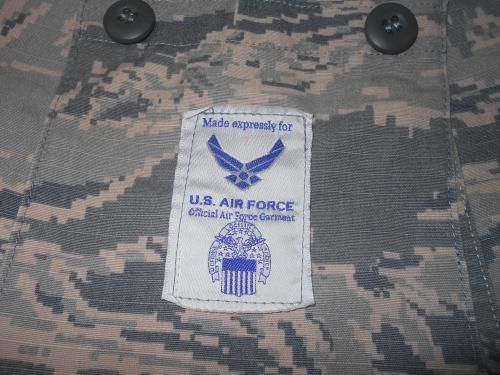 Made expressly for
U.S. AIR FORCE
Official Air Force Garment